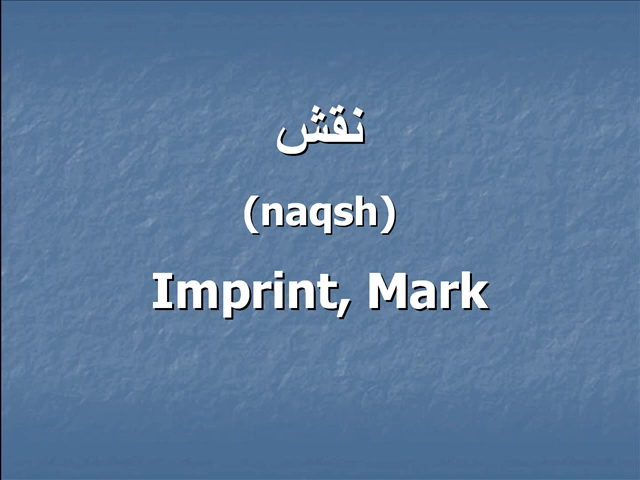 نقش
(naqsh)
Imprint, Mark